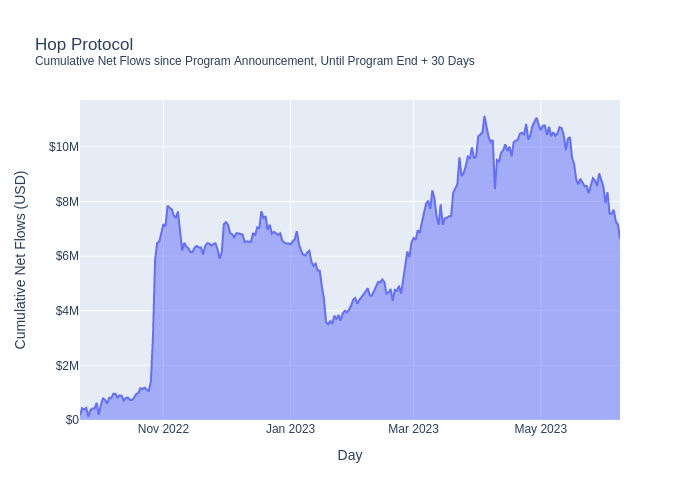 Hop Protocol
Cumulative Net Flows since Program Announcement, Until Program End + 30 Days
Cumulative Net Flows (USD)
$10M
$8M
$6M
$4M
$2M
$0
Nov 2022
Jan 2023
Mar 2023
May 2023
Day